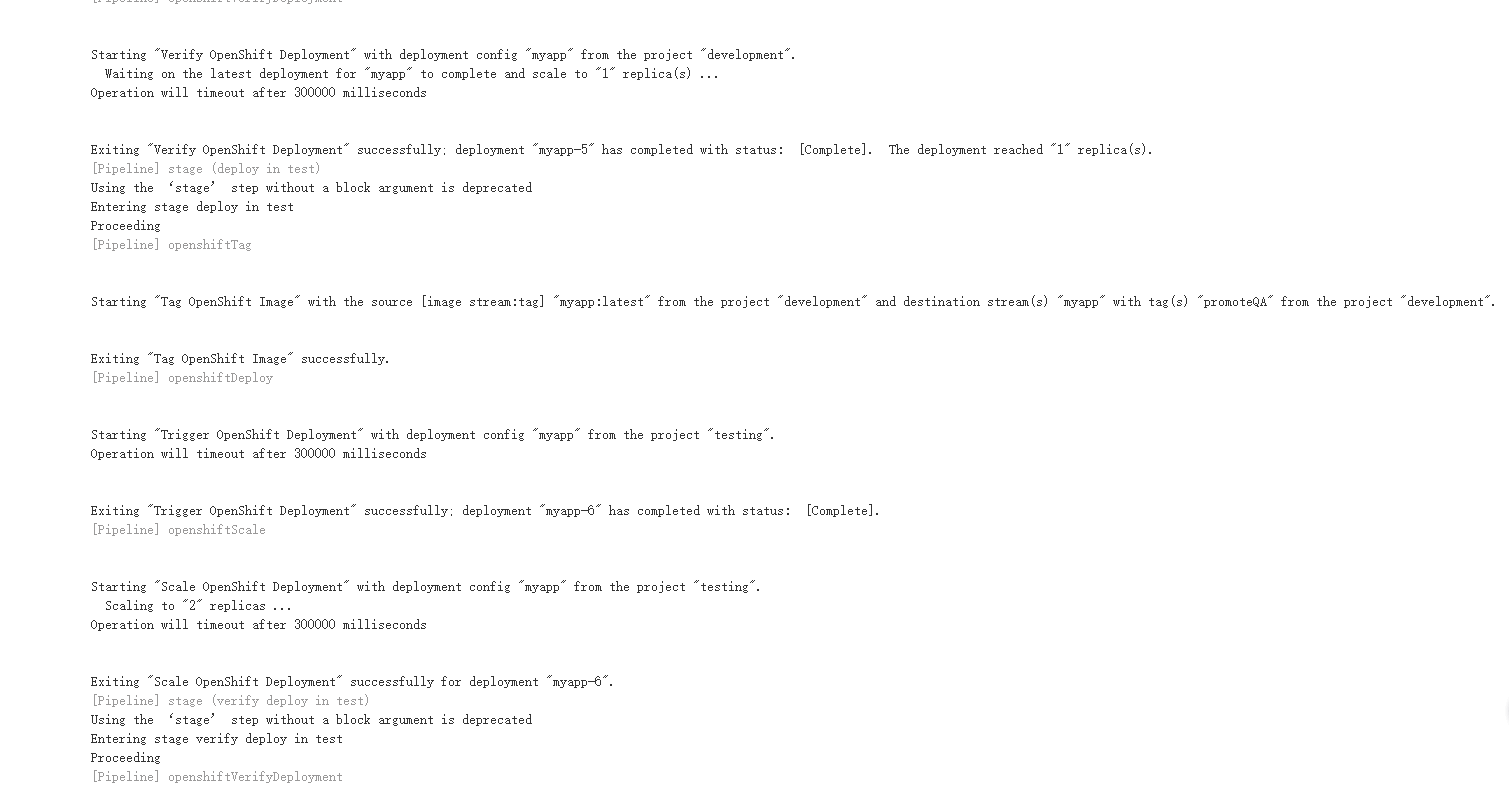 [Pipeline] openshiftVerifyDeployment
Starting "Verify OpenShift Deployment" with deployment config "myapp" from the project "development".
  Waiting on the latest deployment for "myapp" to complete and scale to "1" replica(s) ...
Operation will timeout after 300000 milliseconds
Exiting "Verify OpenShift Deployment" successfully; deployment "myapp-5" has completed with status:  [Complete].  The deployment reached "1" replica(s).
[Pipeline] stage (deploy in test)
Using the ‘stage’ step without a block argument is deprecated
Entering stage deploy in test
Proceeding
[Pipeline] openshiftTag
Starting "Tag OpenShift Image" with the source [image stream:tag] "myapp:latest" from the project "development" and destination stream(s) "myapp" with tag(s) "promoteQA" from the project "development".
Exiting "Tag OpenShift Image" successfully.
[Pipeline] openshiftDeploy
Starting "Trigger OpenShift Deployment" with deployment config "myapp" from the project "testing".
Operation will timeout after 300000 milliseconds
Exiting "Trigger OpenShift Deployment" successfully; deployment "myapp-6" has completed with status:  [Complete].
[Pipeline] openshiftScale
Starting "Scale OpenShift Deployment" with deployment config "myapp" from the project "testing".
  Scaling to "2" replicas ...
Operation will timeout after 300000 milliseconds
Exiting "Scale OpenShift Deployment" successfully for deployment "myapp-6".
[Pipeline] stage (verify deploy in test)
Using the ‘stage’ step without a block argument is deprecated
Entering stage verify deploy in test
Proceeding
[Pipeline] openshiftVerifyDeployment